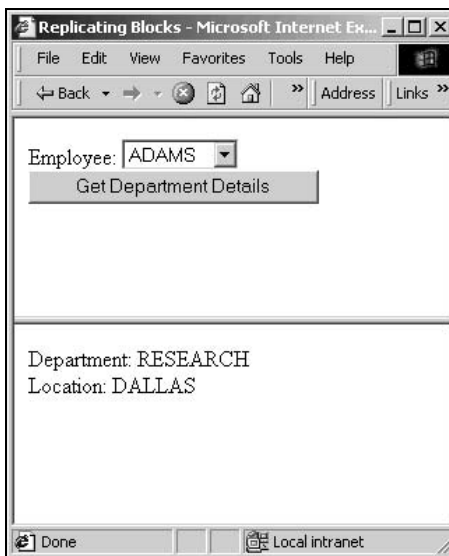 Replicating Blocks - Microsoft Internet Ex...
File Edit View Favorites Tools Help
Back » Address Links »
Employee: ADAMS
Get Department Details
Department: RESEARCH
Location: DALLAS
Done Local intranet